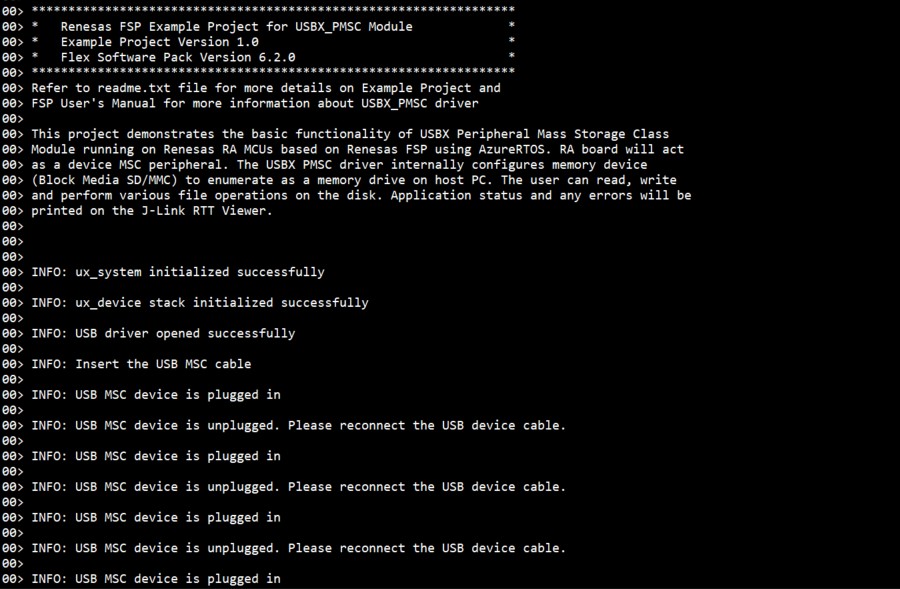 00> ******************************************************************
00> *   Renesas FSP Example Project for USBX_PMSC Module             *
00> *   Example Project Version 1.0                                  *
00> *   Flex Software Pack Version 6.2.0                             *
00> ******************************************************************
00> Refer to readme.txt file for more details on Example Project and
00> FSP User's Manual for more information about USBX_PMSC driver
00>
00> This project demonstrates the basic functionality of USBX Peripheral Mass Storage Class
00> Module running on Renesas RA MCUs based on Renesas FSP using AzureRTOS. RA board will act
00> as a device MSC peripheral. The USBX PMSC driver internally configures memory device
00> (Block Media SD/MMC) to enumerate as a memory drive on host PC. The user can read, write
00> and perform various file operations on the disk. Application status and any errors will be
00> printed on the J-Link RTT Viewer.
00>
00>
00>
00> INFO: ux_system initialized successfully
00>
00> INFO: ux_device stack initialized successfully
00>
00> INFO: USB driver opened successfully
00>
00> INFO: Insert the USB MSC cable
00>
00> INFO: USB MSC device is plugged in
00>
00> INFO: USB MSC device is unplugged. Please reconnect the USB device cable.
00>
00> INFO: USB MSC device is plugged in
00>
00> INFO: USB MSC device is unplugged. Please reconnect the USB device cable.
00>
00> INFO: USB MSC device is plugged in
00>
00> INFO: USB MSC device is unplugged. Please reconnect the USB device cable.
00>
00> INFO: USB MSC device is plugged in